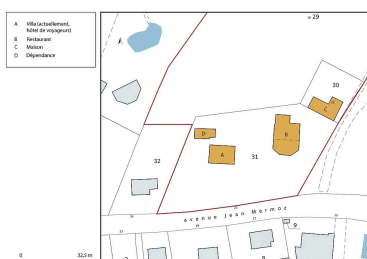 A Villa (actuellement,
hôtel de voyageurs)
B Restaurant
C Maison
D Dépendance
29
30
C
D
B
A
31
32
avenue Jean Mermoz
9
8
0 32,5 m